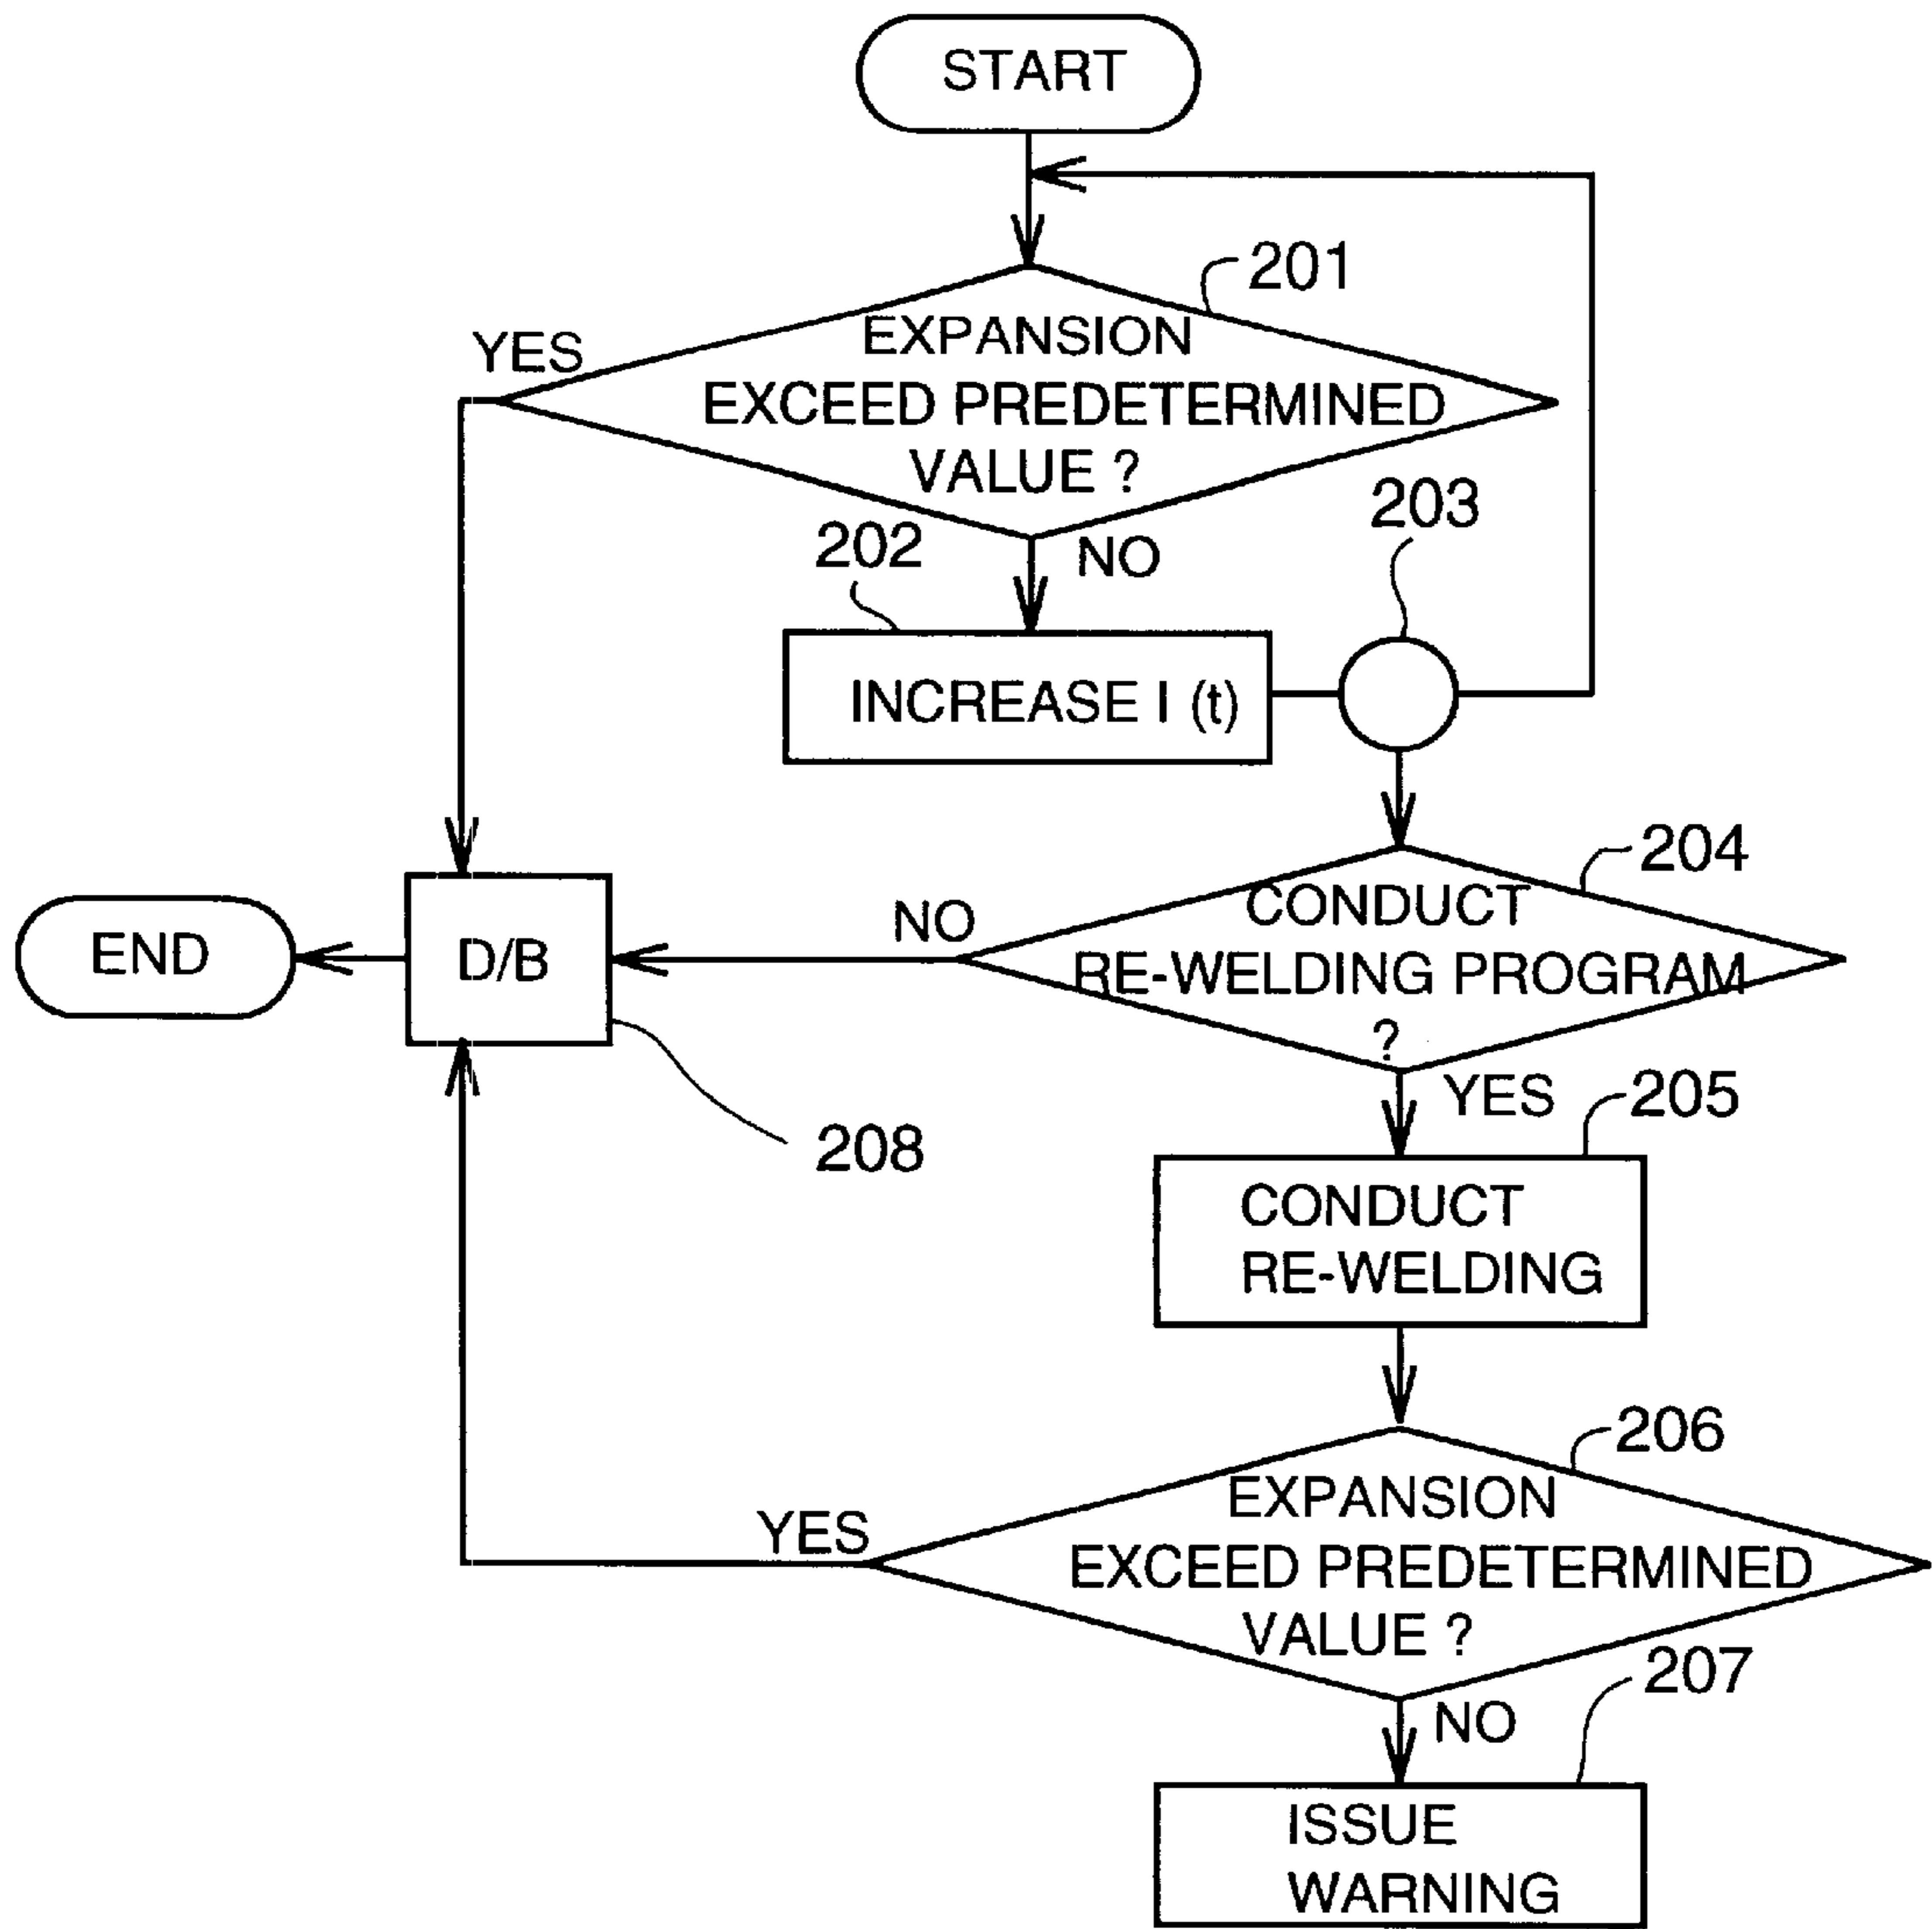 START
201
YES
EXPANSION
EXCEED PREDETERMINED
VALUE ?
203
202
NO
INCREASE I (t)
204
CONDUCT
RE-WELDING PROGRAM
?
NO
END
D/B
YES
205
208
CONDUCT
RE-WELDING
206
EXPANSION
EXCEED PREDETERMINED
VALUE ?
YES
207
NO
ISSUE
WARNING